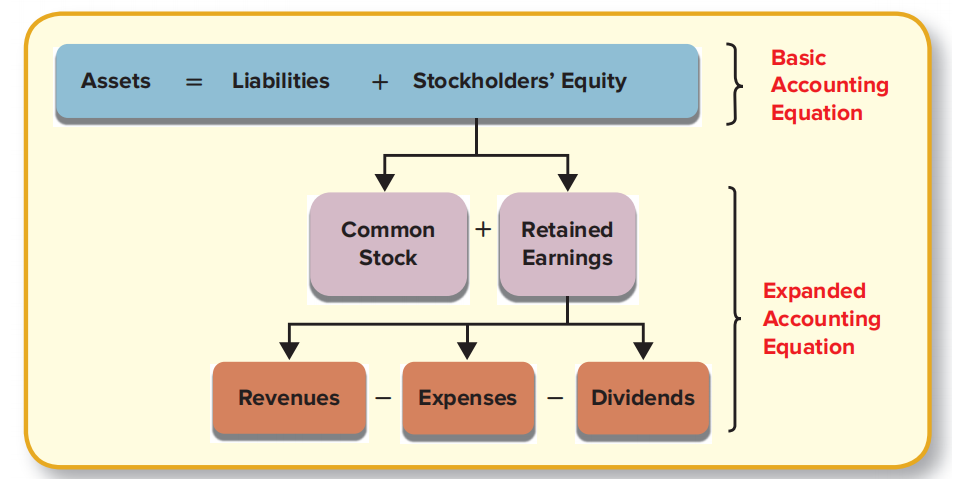 Assets = Liabilities + Stockholders’ Equity
Basic
Accounting
Equation
Common
Stock
+
Retained
Earnings
Expanded
Accounting
Equation
Revenues – Expenses – Dividends